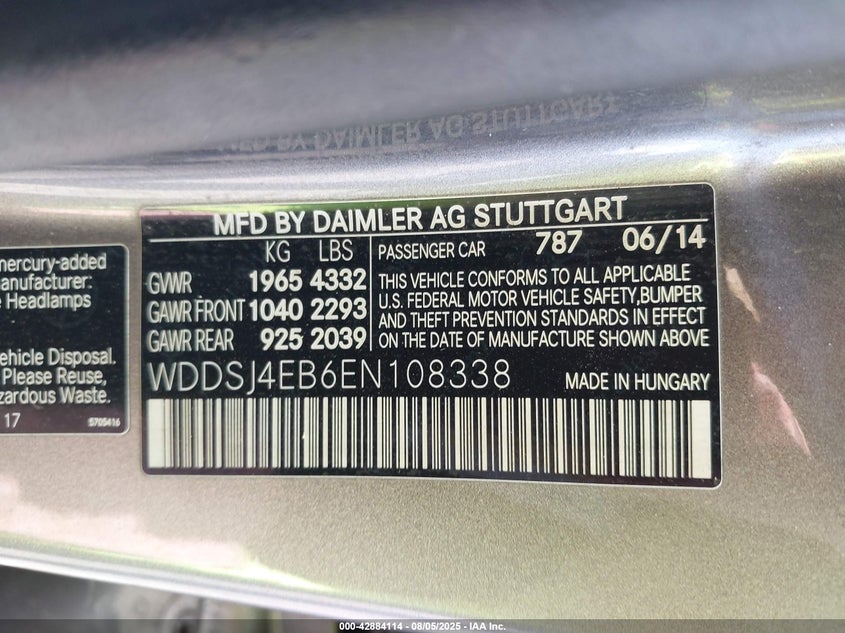 MFD BY DAIMLER AG STUTTGART
KG LBS
GVWR 1965 4332
GAWR FRONT 1040 2293
GAWR REAR 925 2039
PASSENGER CAR 787 06/14
THIS VEHICLE CONFORMS TO ALL APPLICABLE
U.S. FEDERAL MOTOR VEHICLE SAFETY,BUMPER
AND THEFT PREVENTION STANDARDS IN EFFECT
ON THE DATE OF MANUFACTURE SHOWN ABOVE
WDDSJ4EB6EN108338 MADE IN HUNGARY
mercury-added
anufacturer:
Headlamps
ehicle Disposal.
Please Reuse,
azardous Waste.
17 5705416
000-42884114 - 08/05/2025 - IAA Inc.